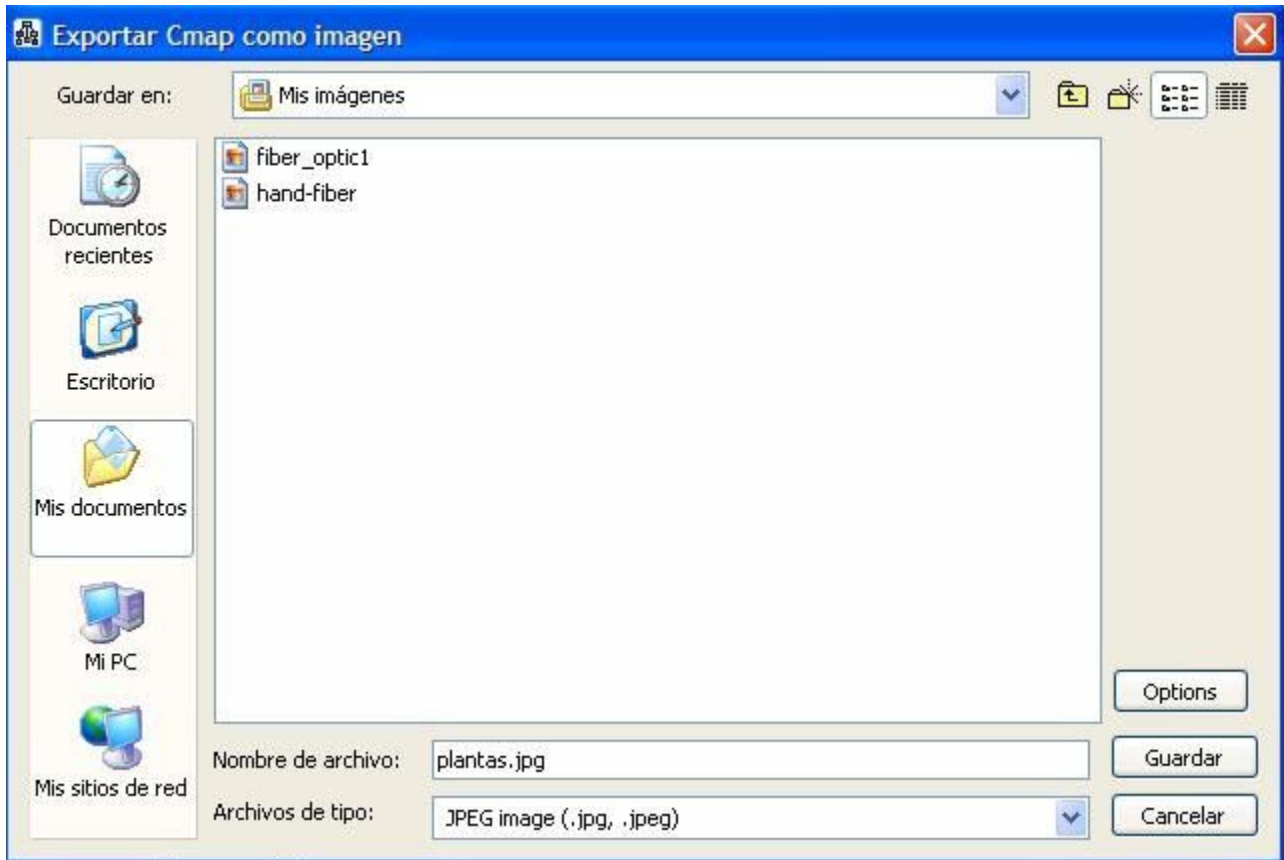 Exportar Cmap como imagen
Guardar en:
Mis imágenes
Documentos
recientes
Escritorio
Mis documentos
Mi PC
Mis sitios de red
fiber_optic1
hand-fiber
Options
Nombre de archivo:
plantas.jpg
Guardar
Archivos de tipo:
JPEG image (.jpg, .jpeg)
Cancelar